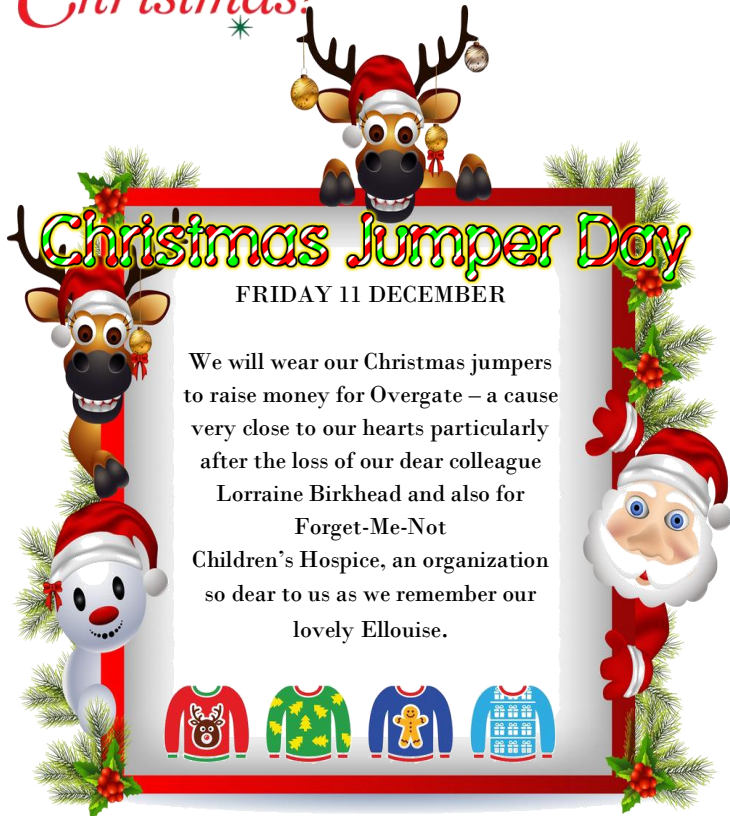 Christmas!
Christmas Jumper Day
FRIDAY 11 DECEMBER
We will wear our Christmas jumpers
to raise money for Overgate – a cause
very close to our hearts particularly
after the loss of our dear colleague
Lorraine Birkhead and also for
Forget-Me-Not
Children’s Hospice, an organization
so dear to us as we remember our
lovely Ellouise.